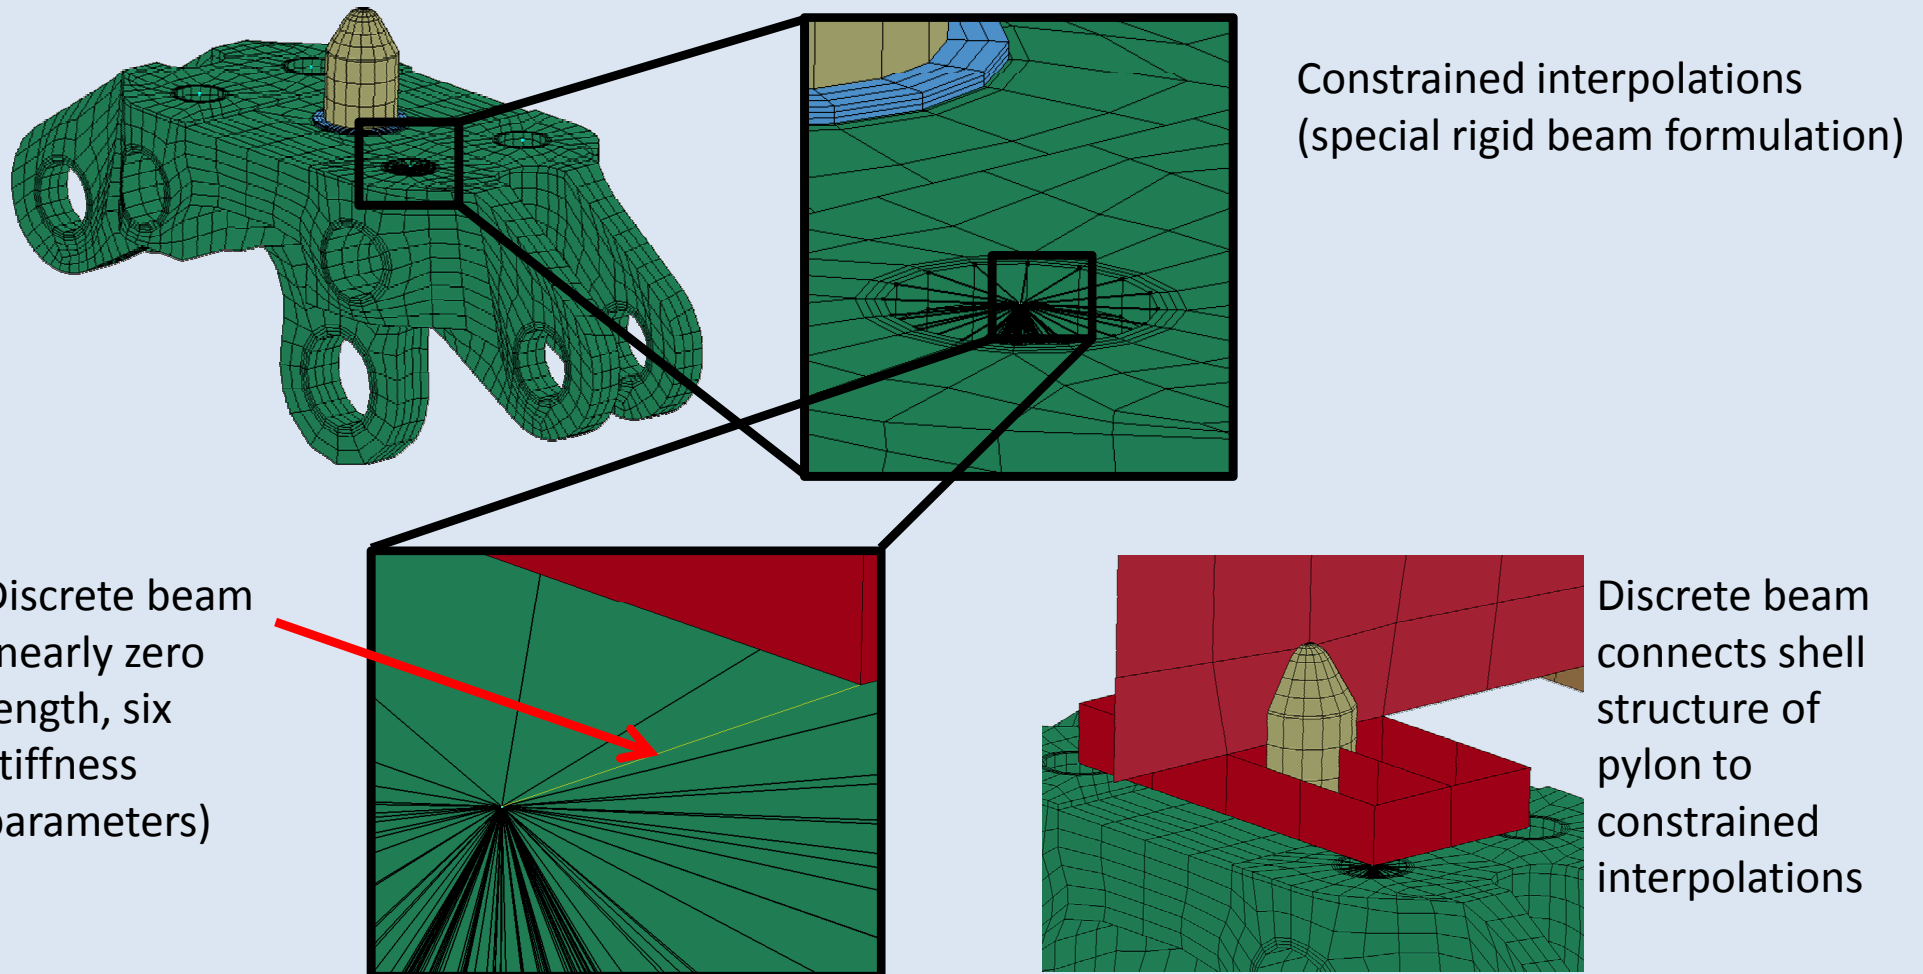 Constrained interpolations
(special rigid beam formulation)
Discrete beam
nearly zero
ength, six
tiffness
parameters)
Discrete beam
connects shell
structure of
pylon to
constrained
interpolations